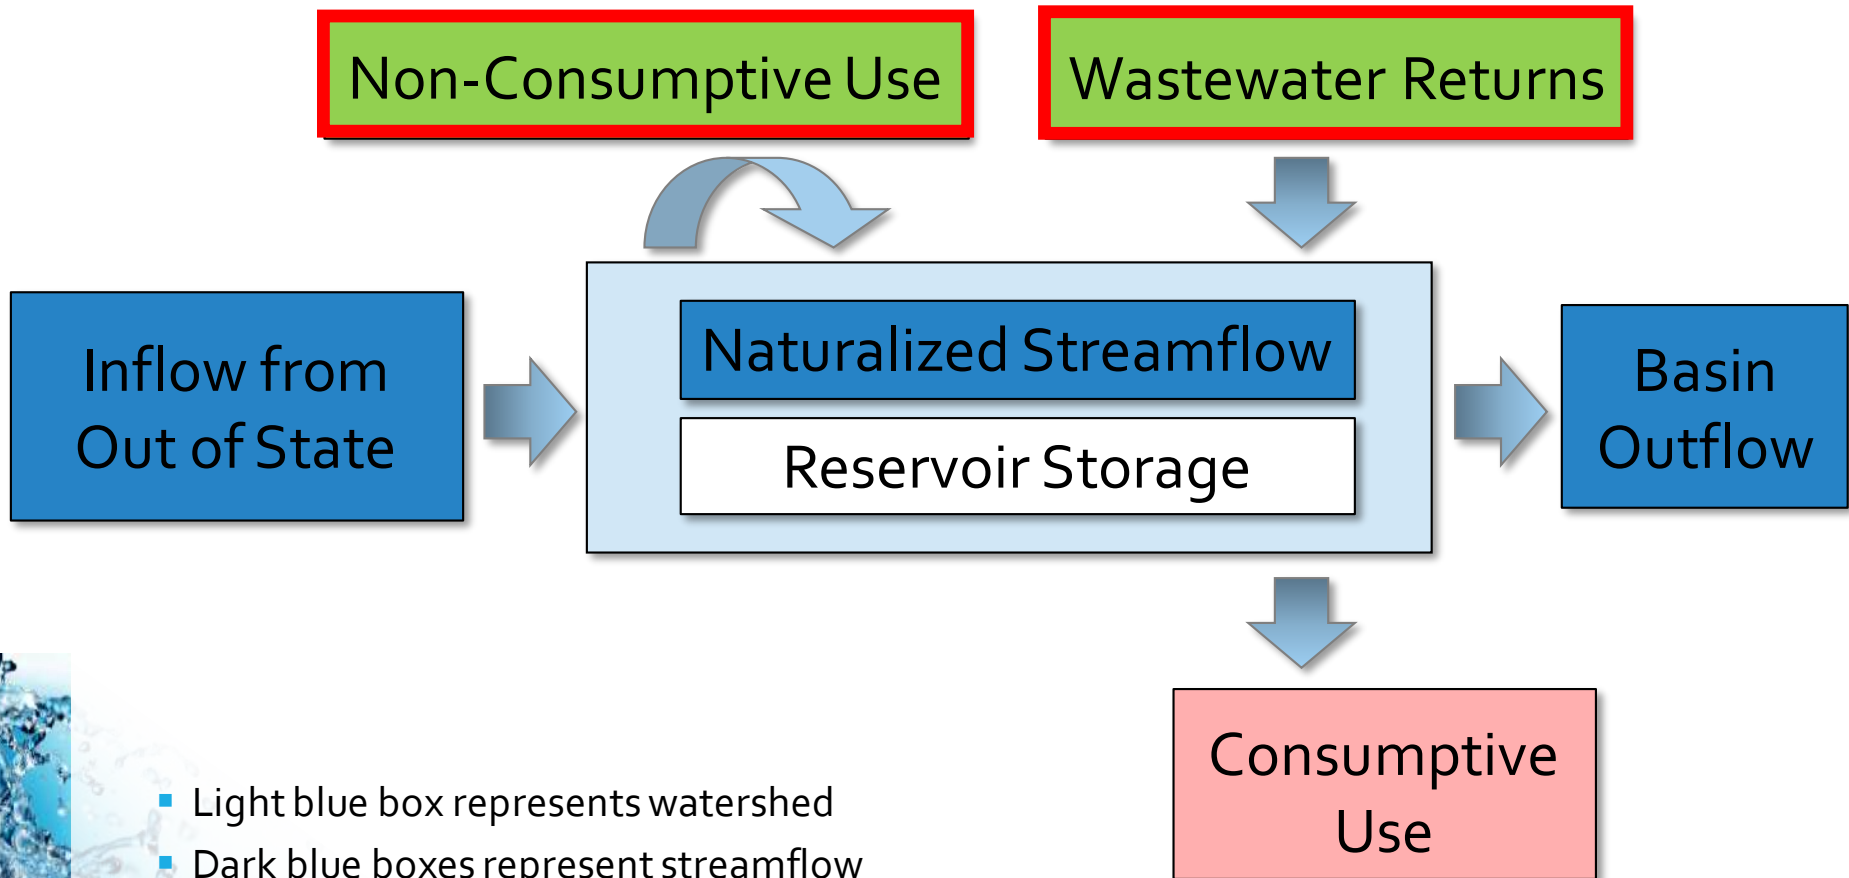 Non-Consumptive Use
Wastewater Returns
Inflow from
Out of State
Naturalized Streamflow
Reservoir Storage
Basin
Outflow
Consumptive
Use
Light blue box represents watershed
Dark blue boxes represent streamflow